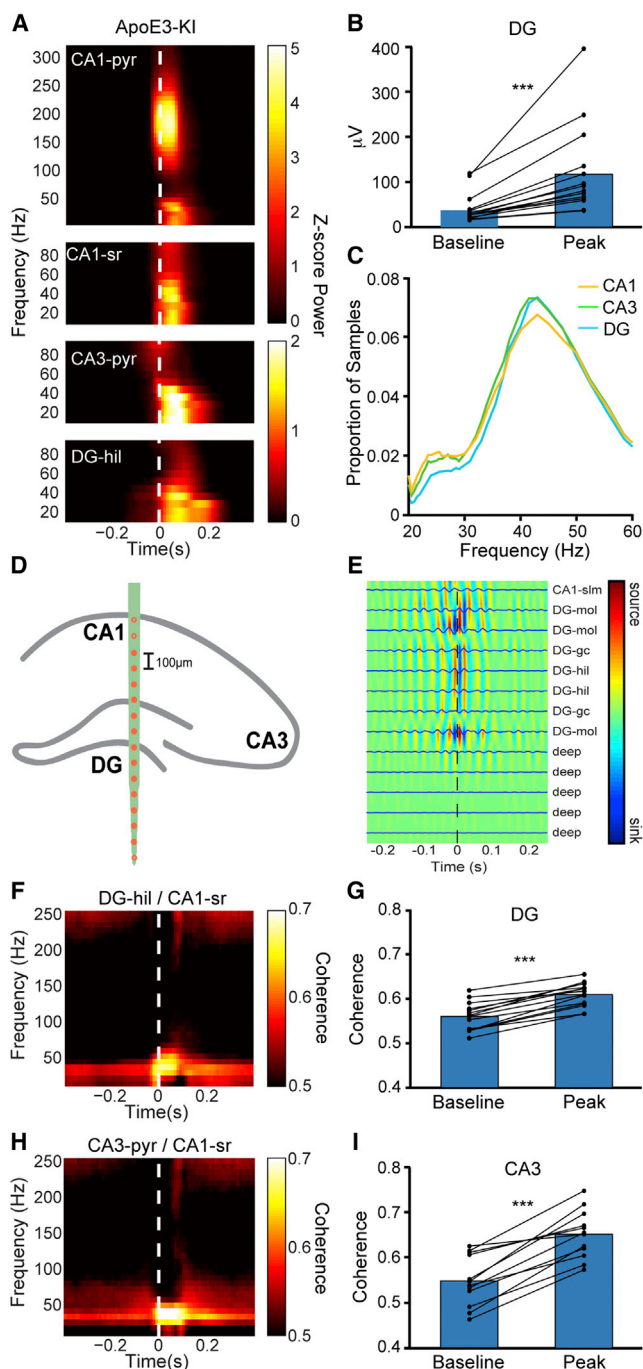 A
ApoE3-KI
CA1-pyr
300
250
200
150
100
50
CA1-sr
80
60
40
20
CA3-pyr
80
60
40
20
DG-hil
80
60
40
20
Frequency (Hz)
−0.2 0 0.2
Time(s)
5
4
3
2
1
0
Z-score Power
2
1
0
B
DG
***
400
300
200
100
0
µV
Baseline Peak
C
0.08
0.06
0.04
0.02
0
Proportion of Samples
CA1
CA3
DG
20 30 40 50 60
Frequency (Hz)
D
CA1
100µm
CA3
DG
E
CA1-slm
DG-mol
DG-mol
DG-gc
DG-hil
DG-hil
DG-gc
DG-mol
deep
deep
deep
deep
deep
-0.2 -0.1 0 0.1 0.2
Time (s)
source
sink
F
DG-hil / CA1-sr
250
200
150
100
50
Frequency (Hz)
−0.2 0 0.2
Time(s)
0.7
0.6
0.5
Coherence
G
DG
***
0.8
0.7
0.6
0.5
0.4
Coherence
Baseline Peak
H
CA3-pyr / CA1-sr
250
200
150
100
50
Frequency (Hz)
−0.2 0 0.2
Time(s)
0.7
0.6
0.5
Coherence
I
CA3
***
0.8
0.7
0.6
0.5
0.4
Coherence
Baseline Peak